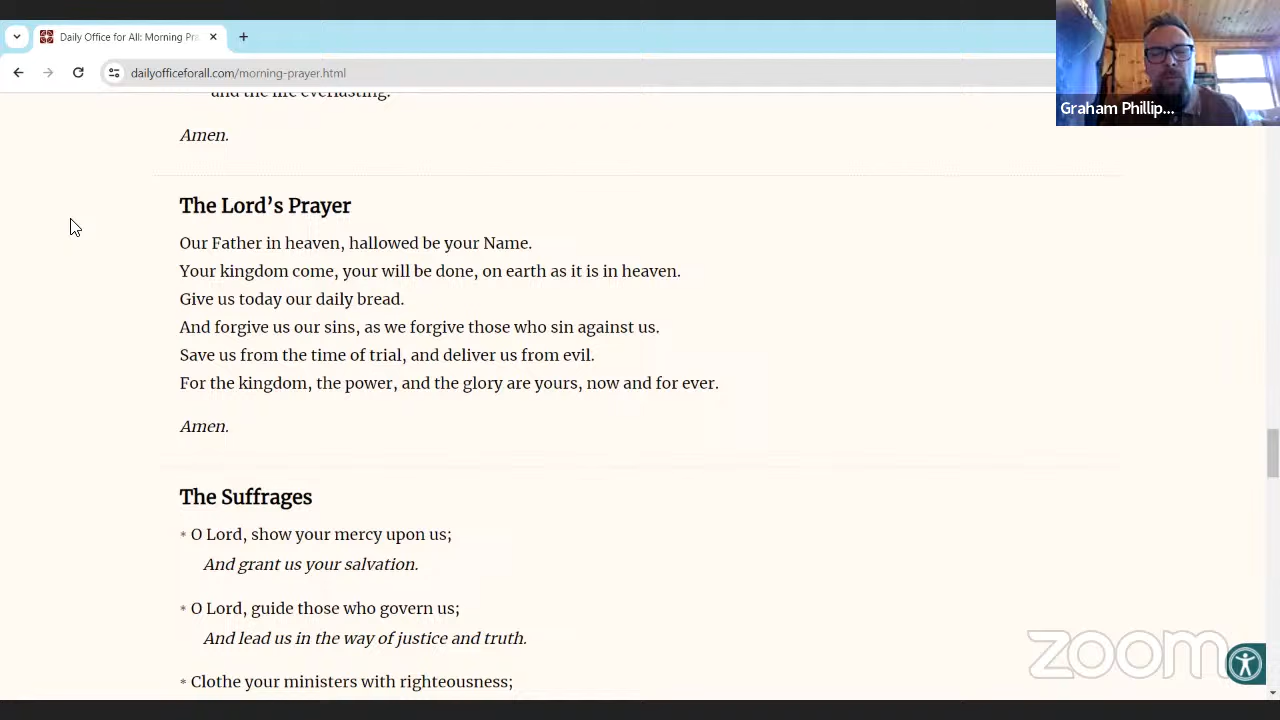 Daily Office for All: Morning Pra
dailyofficeforall.com/morning-prayer.html
Graham Phillip...
and the life everlasting.
Amen.
The Lord’s Prayer
Our Father in heaven, hallowed be your Name.
Your kingdom come, your will be done, on earth as it is in heaven.
Give us today our daily bread.
And forgive us our sins, as we forgive those who sin against us.
Save us from the time of trial, and deliver us from evil.
For the kingdom, the power, and the glory are yours, now and for ever.
Amen.
The Suffrages
* O Lord, show your mercy upon us;
And grant us your salvation.
* O Lord, guide those who govern us;
And lead us in the way of justice and truth.
* Clothe your ministers with righteousness;
zoom